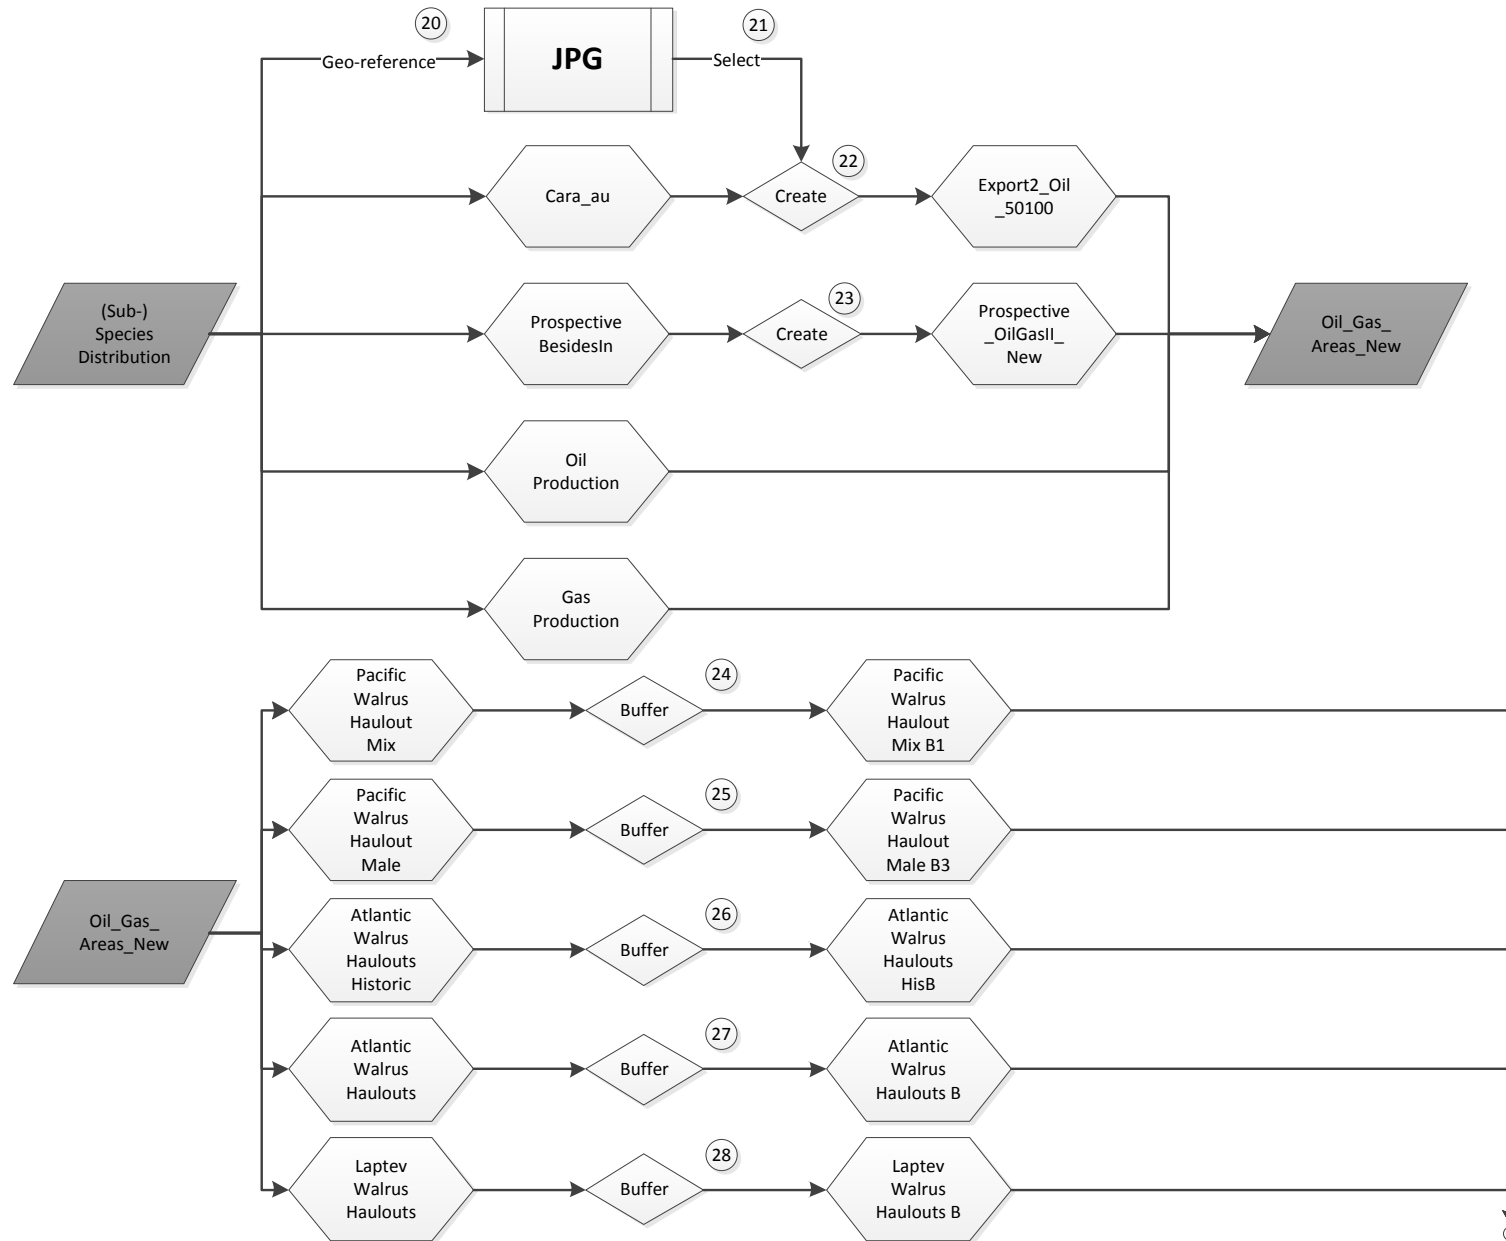 20
21
Geo-reference
JPG
Select
22
Cara_au
Create
Export2_Oil
_50100
23
(Sub-)
Species
Distribution
Prospective
BesidesIn
Create
Prospective
_OilGasII_
New
Oil_Gas_
Areas_New
Oil
Production
Gas
Production
Pacific
Walrus
Haulout
Mix
Buffer
24
Pacific
Walrus
Haulout
Mix B1
Pacific
Walrus
Haulout
Male
Buffer
25
Pacific
Walrus
Haulout
Male B3
Oil_Gas_
Areas_New
Atlantic
Walrus
Haulouts
Historic
Buffer
26
Atlantic
Walrus
Haulouts
HisB
Atlantic
Walrus
Haulouts
Buffer
27
Atlantic
Walrus
Haulouts B
Laptev
Walrus
Haulouts
Buffer
28
Laptev
Walrus
Haulouts B